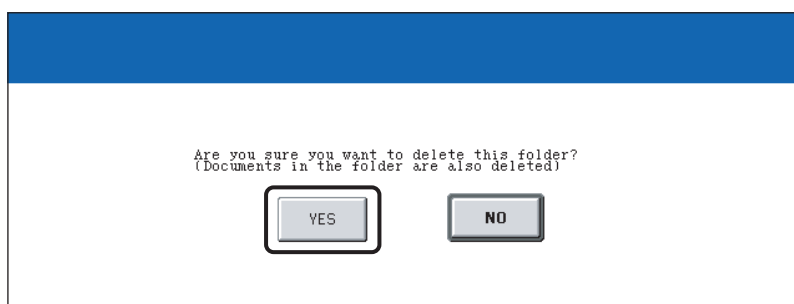 Are you sure you want to delete this folder?
(Documents in the folder are also deleted)
YES NO